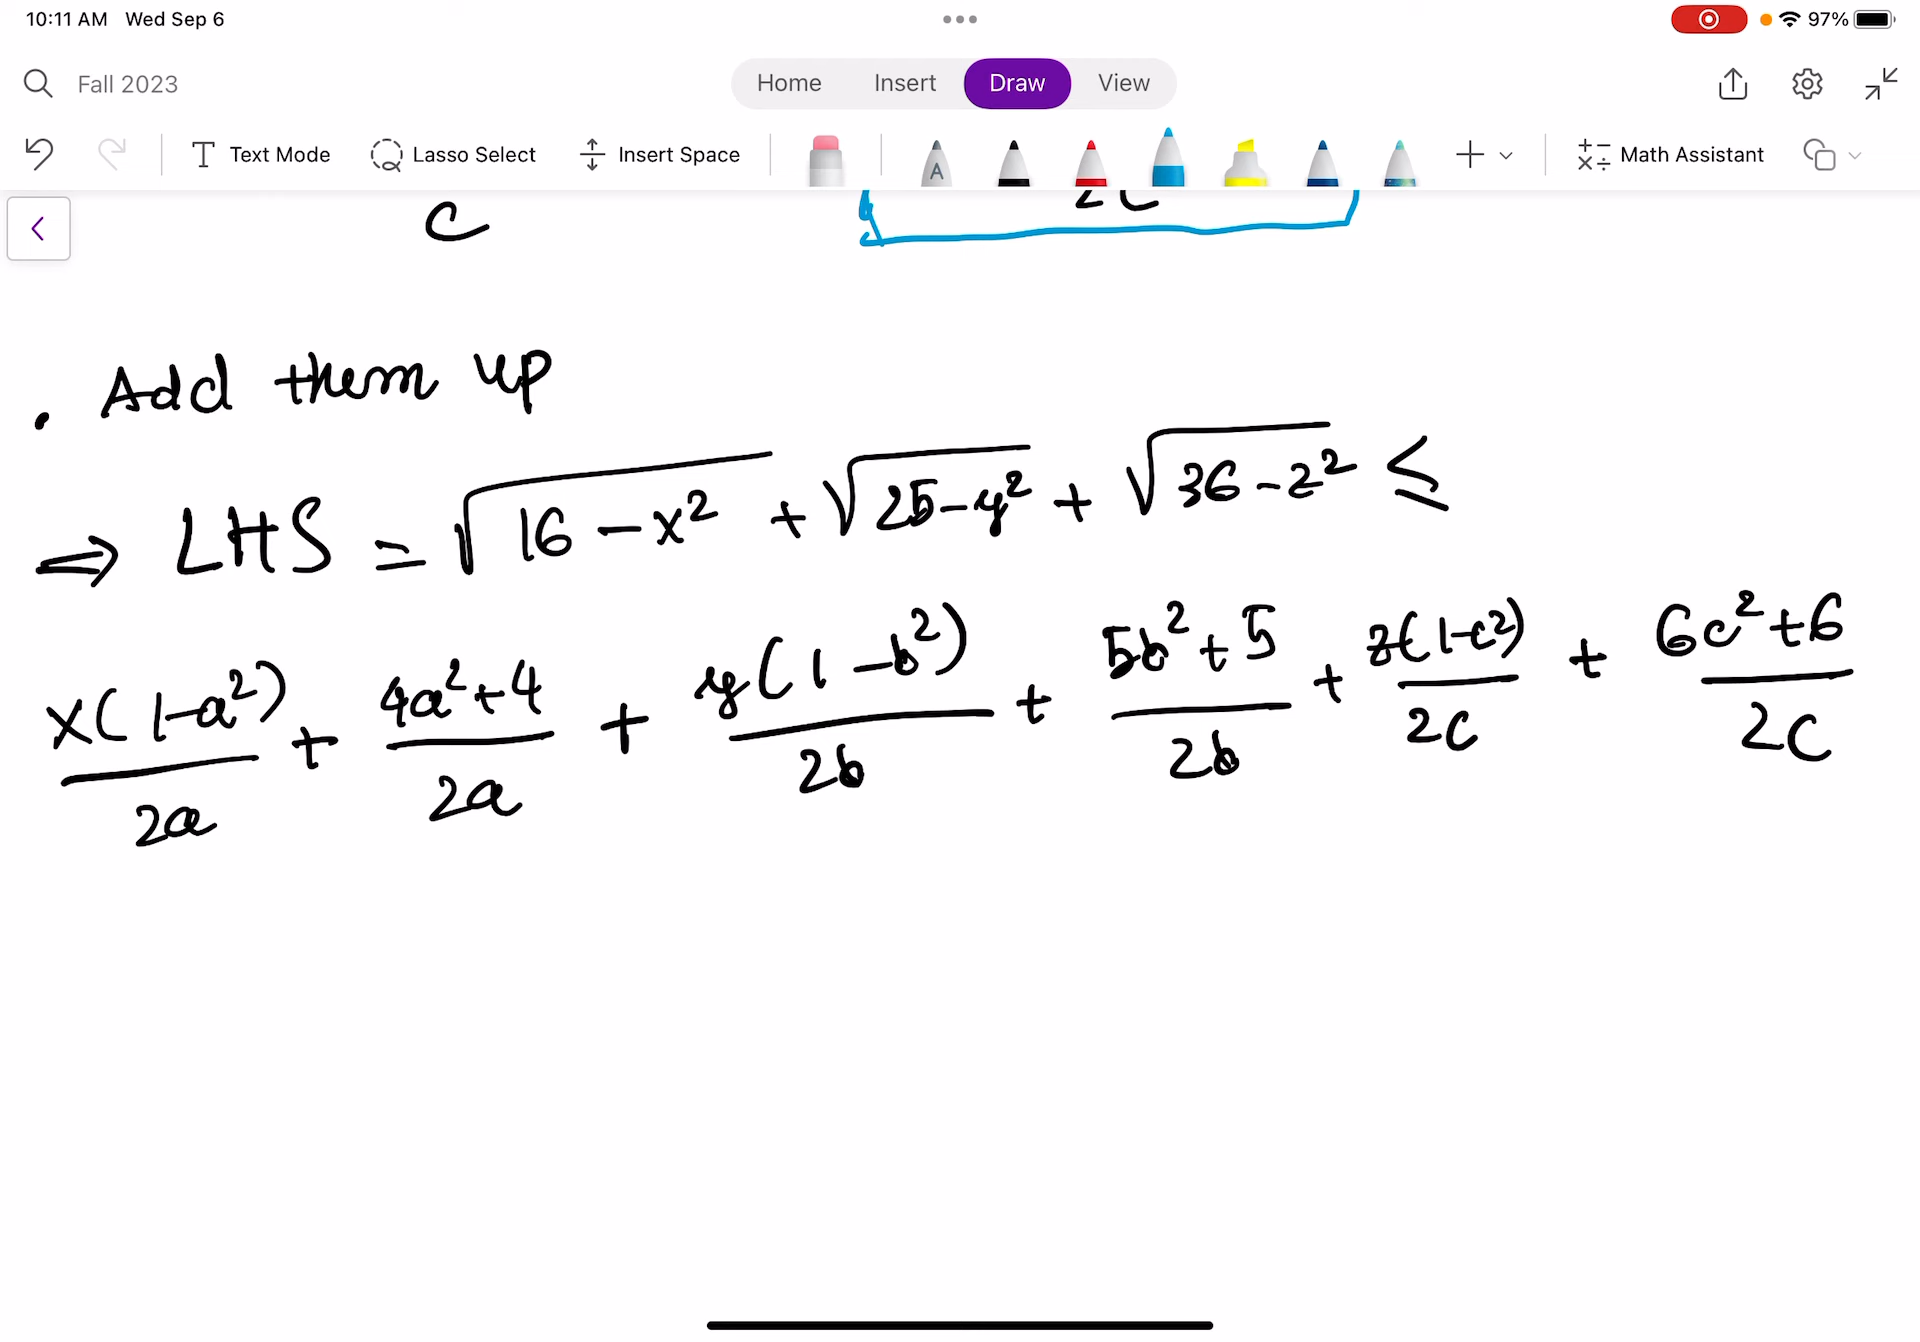 10:11 AM Wed Sep 6
97%
Fall 2023
Home Insert Draw View
Text Mode Lasso Select Insert Space A Math Assistant
c 2c
. Add them up
⇒ LHS = √(16 - x²) + √(25 - y²) + √(36 - z²) ≤
x(1-a²)/2a + (4a²+4)/2a + y(1-b²)/2b + (5b²+5)/2b + z(1-c²)/2c + (6c²+6)/2c